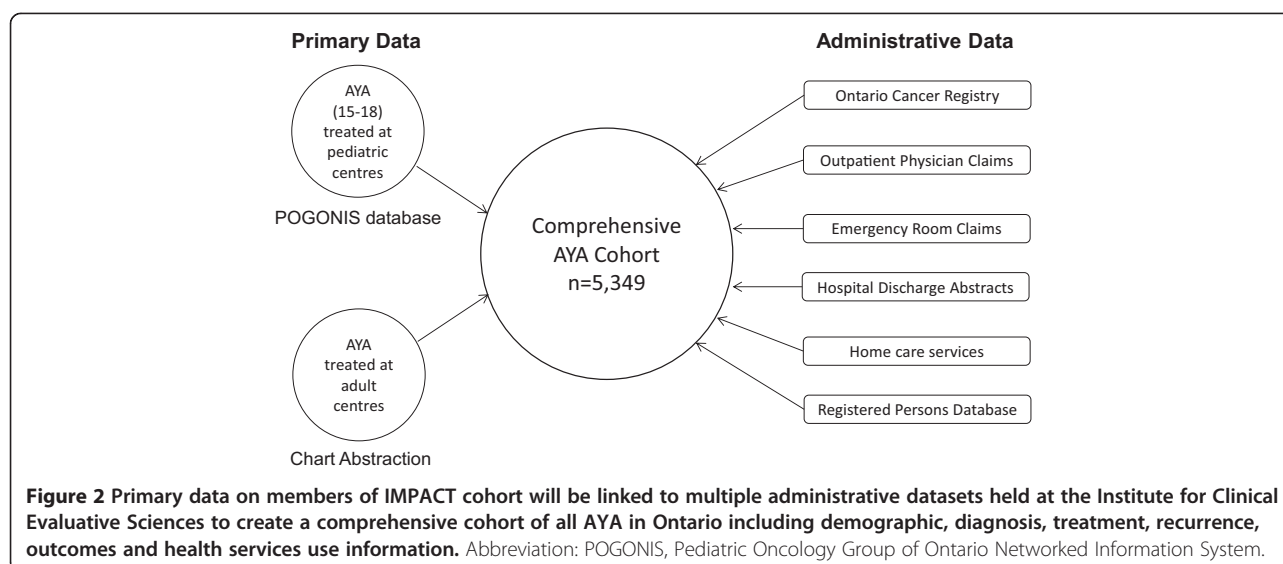 Primary Data
Administrative Data
AYA
(15-18)
treated at
pediatric
centres
POGONIS database
AYA
treated at
adult
centres
Chart Abstraction
Comprehensive
AYA Cohort
n=5,349
Ontario Cancer Registry
Outpatient Physician Claims
Emergency Room Claims
Hospital Discharge Abstracts
Home care services
Registered Persons Database
Figure 2 Primary data on members of IMPACT cohort will be linked to multiple administrative datasets held at the Institute for Clinical
Evaluative Sciences to create a comprehensive cohort of all AYA in Ontario including demographic, diagnosis, treatment, recurrence,
outcomes and health services use information. Abbreviation: POGONIS, Pediatric Oncology Group of Ontario Networked Information System.